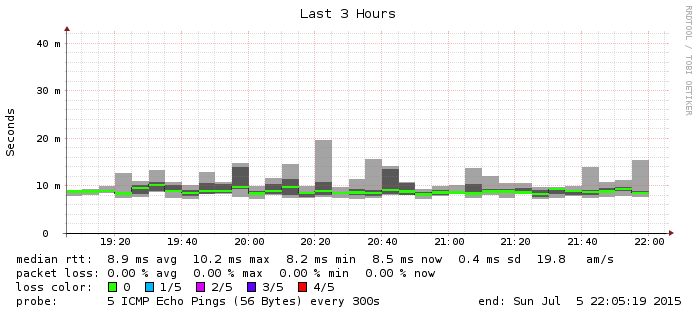 Last 3 Hours
RRDTOOL / TOBI OETIKER
Seconds
40 m
30 m
20 m
10 m
0
19:20 19:40 20:00 20:20 20:40 21:00 21:20 21:40 22:00
median rtt: 8.9 ms avg 10.2 ms max 8.2 ms min 8.5 ms now 0.4 ms sd 19.8 am/s
packet loss: 0.00 % avg 0.00 % max 0.00 % min 0.00 % now
loss color: 0 1/5 2/5 3/5 4/5
probe: 5 ICMP Echo Pings (56 Bytes) every 300s end: Sun Jul 5 22:05:19 2015